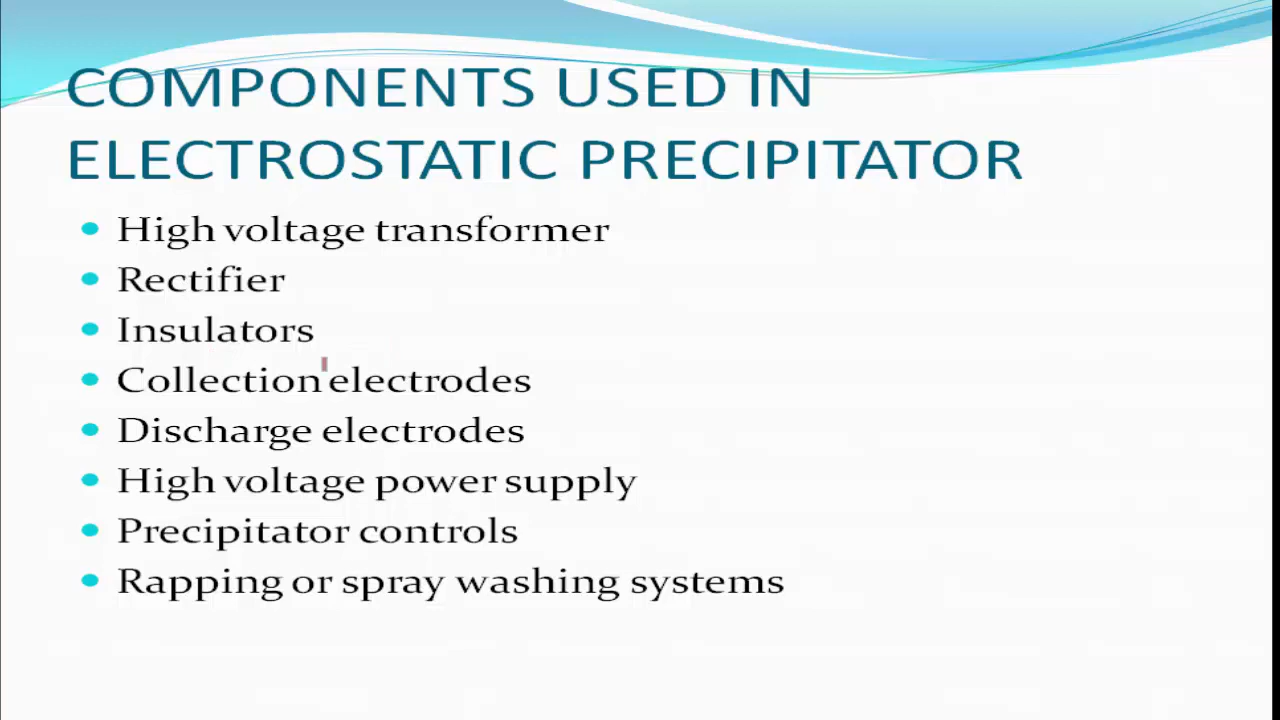 COMPONENTS USED IN
ELECTROSTATIC PRECIPITATOR
High voltage transformer
Rectifier
Insulators
Collection electrodes
Discharge electrodes
High voltage power supply
Precipitator controls
Rapping or spray washing systems